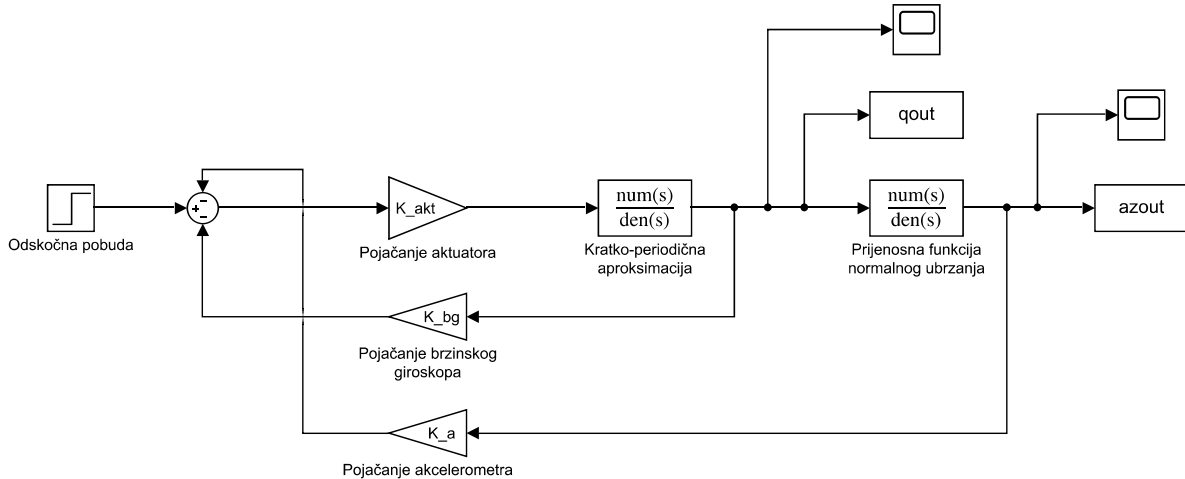 qout
K_akt
num(s)
den(s)
num(s)
den(s)
azout
+
−
−
Odskočna pobuda
Pojačanje aktuatora
Kratko-periodična
aproksimacija
Prijenosna funkcija
normalnog ubrzanja
K_bg
Pojačanje brzinskog
giroskopa
K_a
Pojačanje akcelerometra